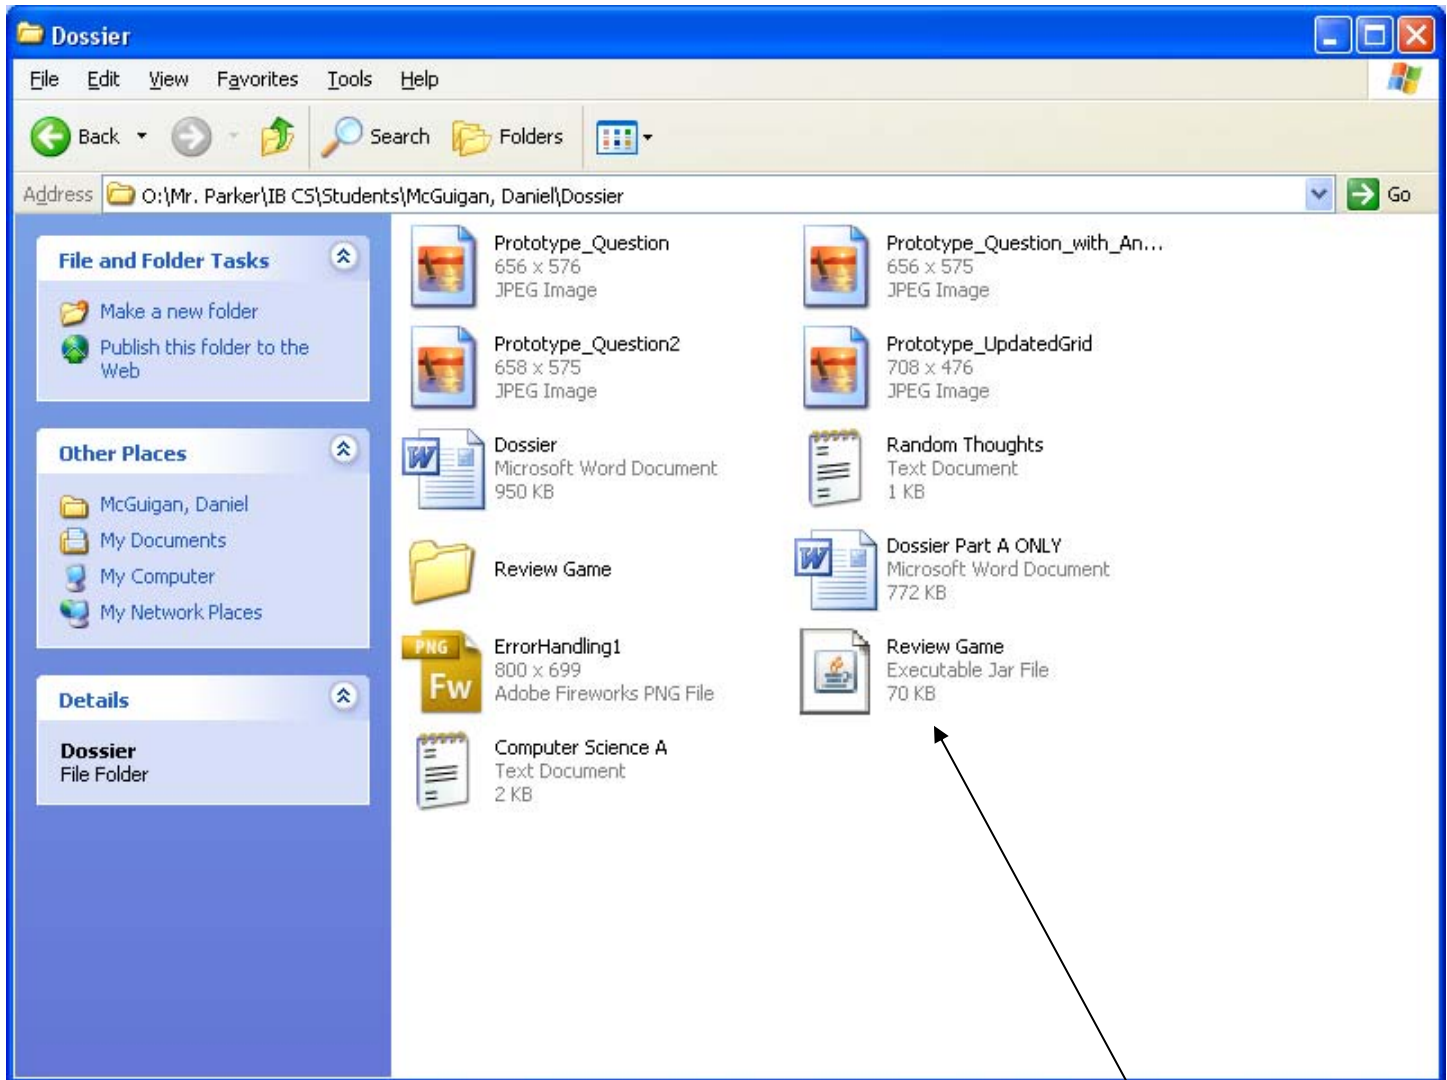 Dossier
File Edit View Favorites Tools Help
Back Search Folders
Address O:\Mr. Parker\IB CS\Students\McGuigan, Daniel\Dossier Go
File and Folder Tasks
Make a new folder
Publish this folder to the
Web
Other Places
McGuigan, Daniel
My Documents
My Computer
My Network Places
Details
Dossier
File Folder
Prototype_Question
656 x 576
JPEG Image
Prototype_Question_with_An...
656 x 575
JPEG Image
Prototype_Question2
658 x 575
JPEG Image
Prototype_UpdatedGrid
708 x 476
JPEG Image
W
Dossier
Microsoft Word Document
950 KB
Random Thoughts
Text Document
1 KB
Review Game
W
Dossier Part A ONLY
Microsoft Word Document
772 KB
PNG
Fw
ErrorHandling1
800 x 699
Adobe Fireworks PNG File
Review Game
Executable Jar File
70 KB
Computer Science A
Text Document
2 KB